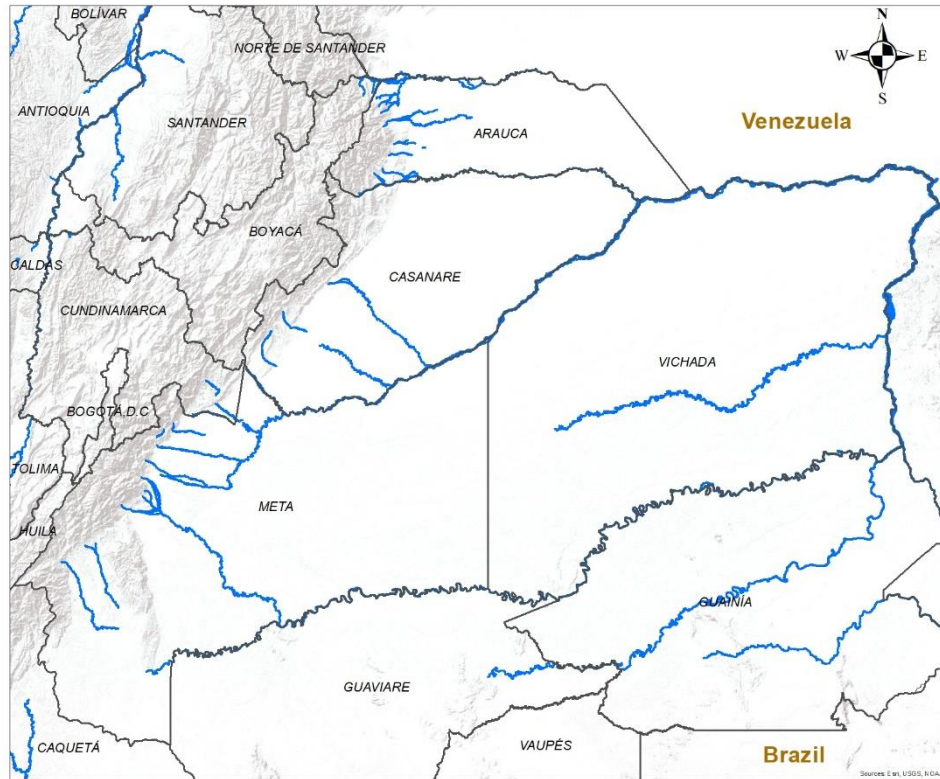 BOLÍVAR
NORTE DE SANTANDER
N
W
E
S
ANTIOQUIA
SANTANDER
ARAUCA
Venezuela
BOYACÁ
CALDAS
CASANARE
CUNDINAMARCA
VICHADA
BOGOTÁ, D.C
TOLIMA
META
HUILA
GUAINÍA
GUAVIARE
CAQUETÁ
VAUPÉS
Brazil
Sources: Esri, USGS, NOAA